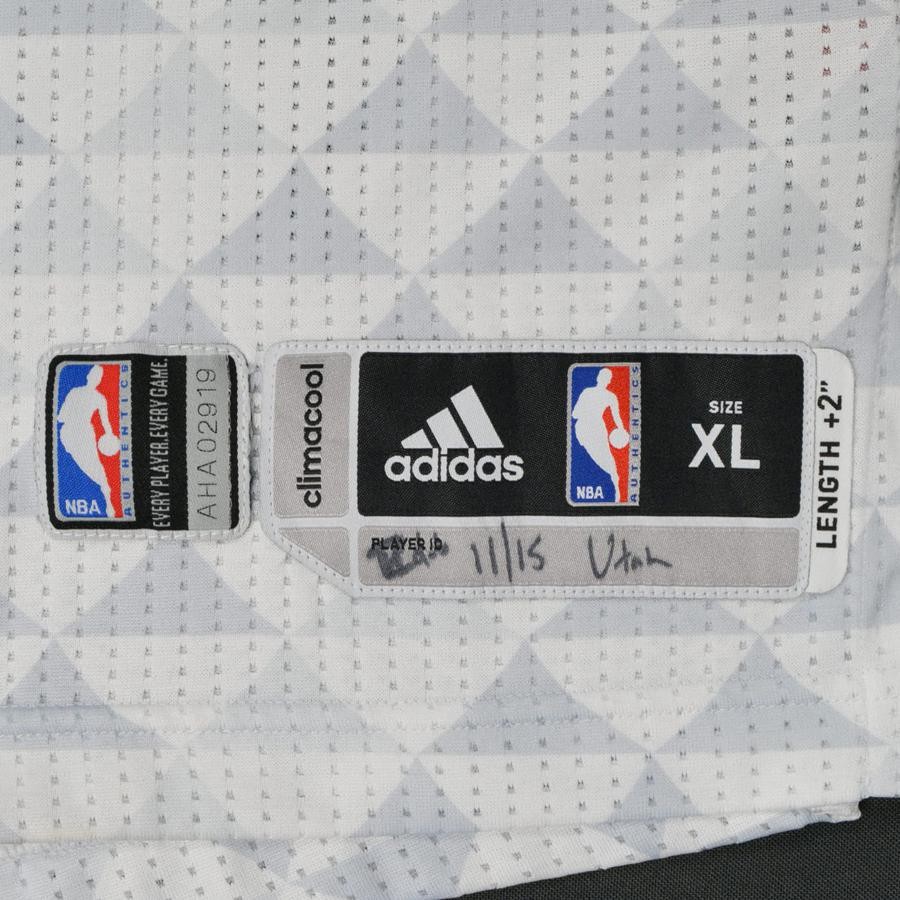 NBA
AUTHENTICS
EVERY PLAYER.EVERY GAME.
AHA02919
climacool
adidas
NBA
AUTHENTICS
SIZE
XL
LENGTH +2"
PLAYER ID
11/15 Utah